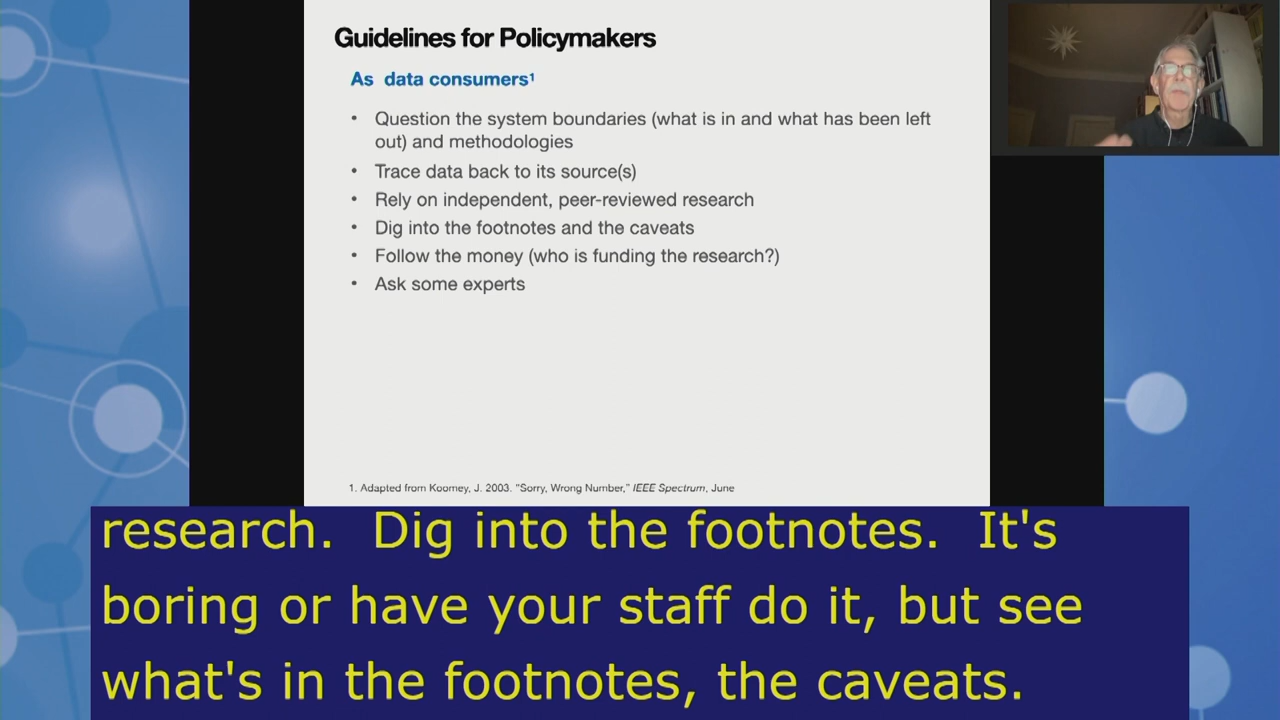 Guidelines for Policymakers
As data consumers¹
• Question the system boundaries (what is in and what has been left
out) and methodologies
• Trace data back to its source(s)
• Rely on independent, peer-reviewed research
• Dig into the footnotes and the caveats
• Follow the money (who is funding the research?)
• Ask some experts
1. Adapted from Koomey, J. 2003. "Sorry, Wrong Number," IEEE Spectrum, June
research. Dig into the footnotes. It's
boring or have your staff do it, but see
what's in the footnotes, the caveats.